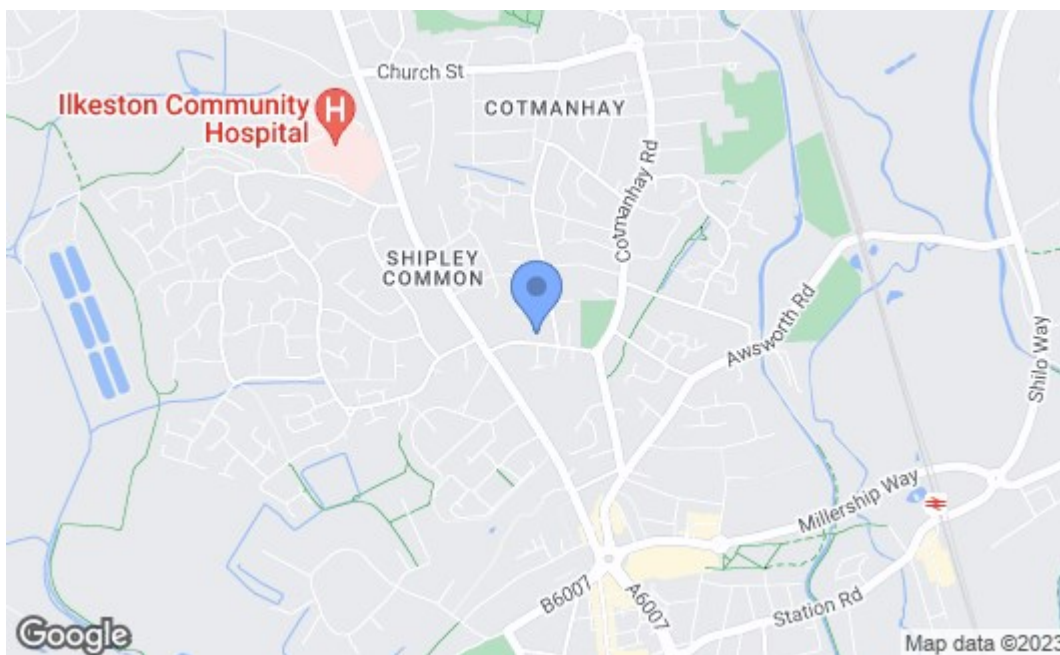 Church St
COTMANHAY
Ilkeston Community
Hospital
H
Cotmanhay Rd
SHIPLEY
COMMON
Awsworth Rd
Shilo Way
Millership Way
B6007
A6007
Station Rd
Google
Map data ©2023